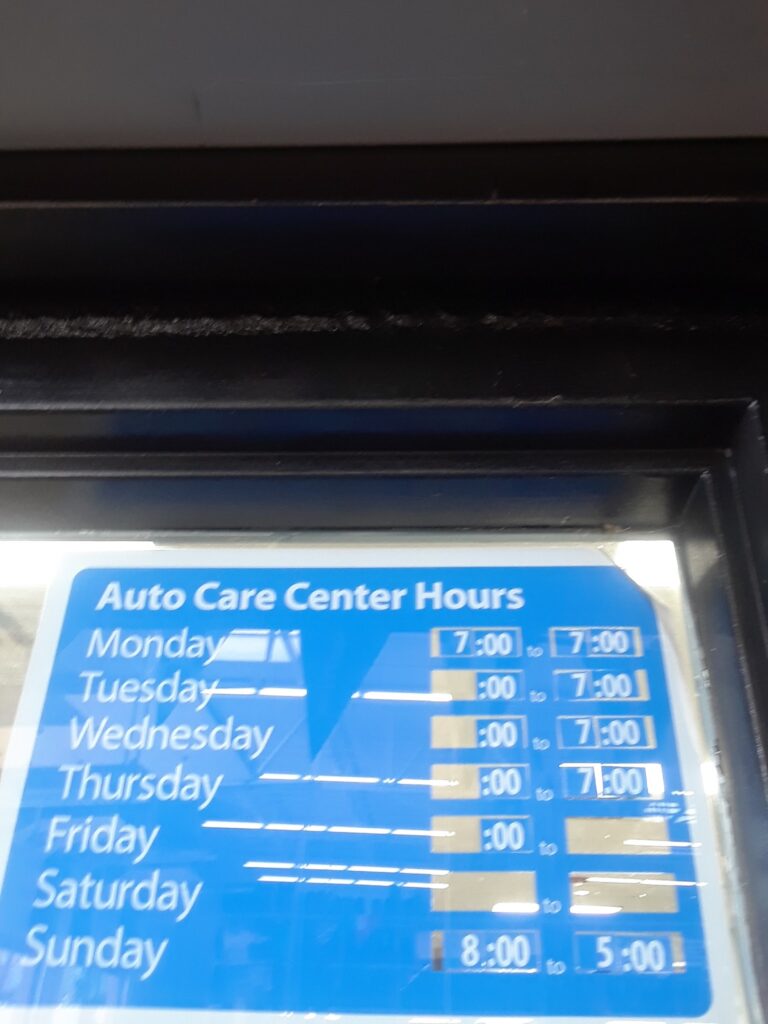 Auto Care Center Hours
Monday 7:00 to 7:00
Tuesday :00 to 7:00
Wednesday :00 to 7:00
Thursday :00 to 7:00
Friday :00 to
Saturday to
Sunday 8:00 to 5:00